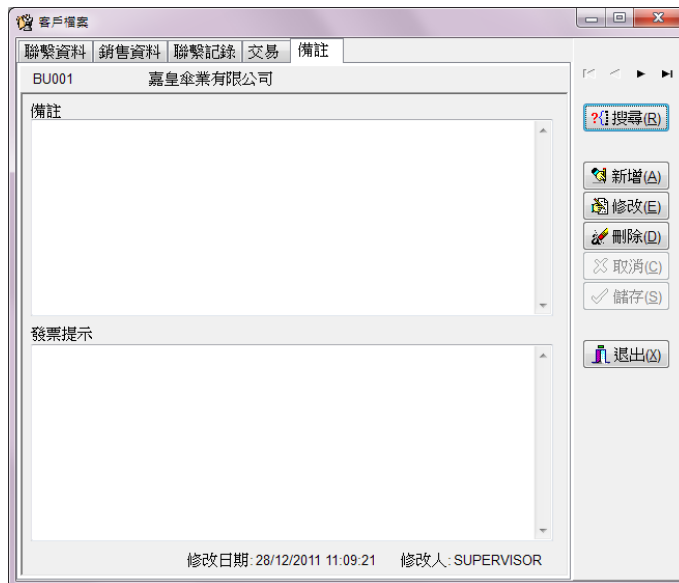 客戶檔案
聯繫資料 銷售資料 聯繫記錄 交易 備註
BU001 嘉皇傘業有限公司
備註
發票提示
修改日期: 28/12/2011 11:09:21 修改人: SUPERVISOR
搜尋(R)
新增(A)
修改(E)
刪除(D)
取消(C)
儲存(S)
退出(X)